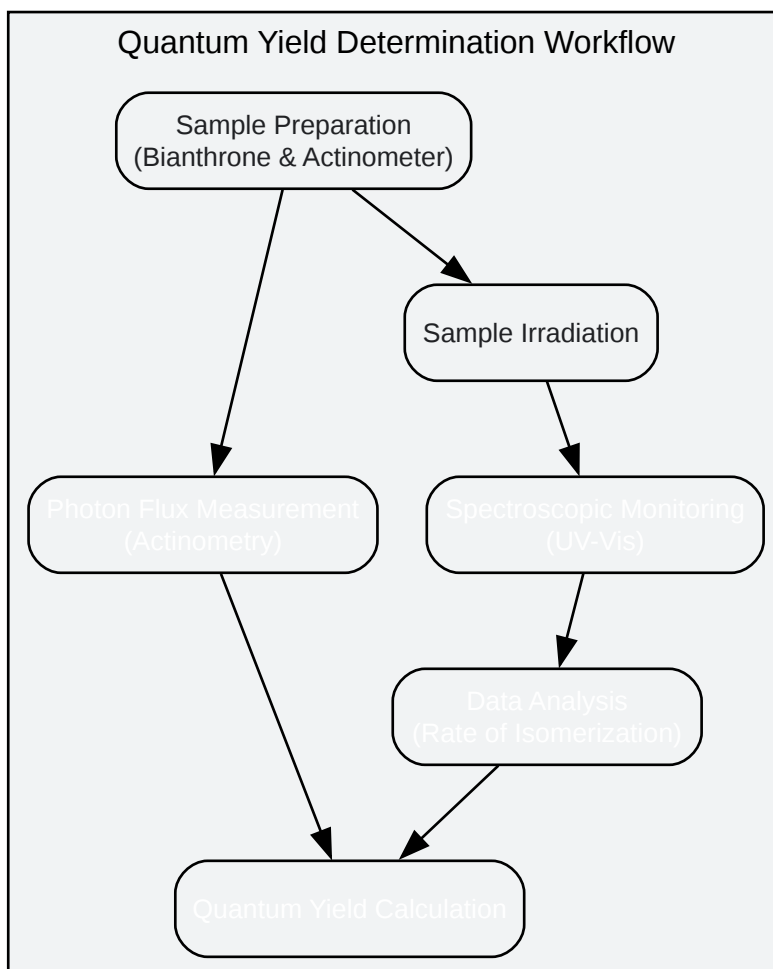 Quantum Yield Determination Workflow
Sample Preparation
(Bianthrone & Actinometer)
Sample Irradiation
Photon Flux Measurement
(Actinometry)
Spectroscopic Monitoring
(UV-Vis)
Data Analysis
(Rate of Isomerization)
Quantum Yield Calculation